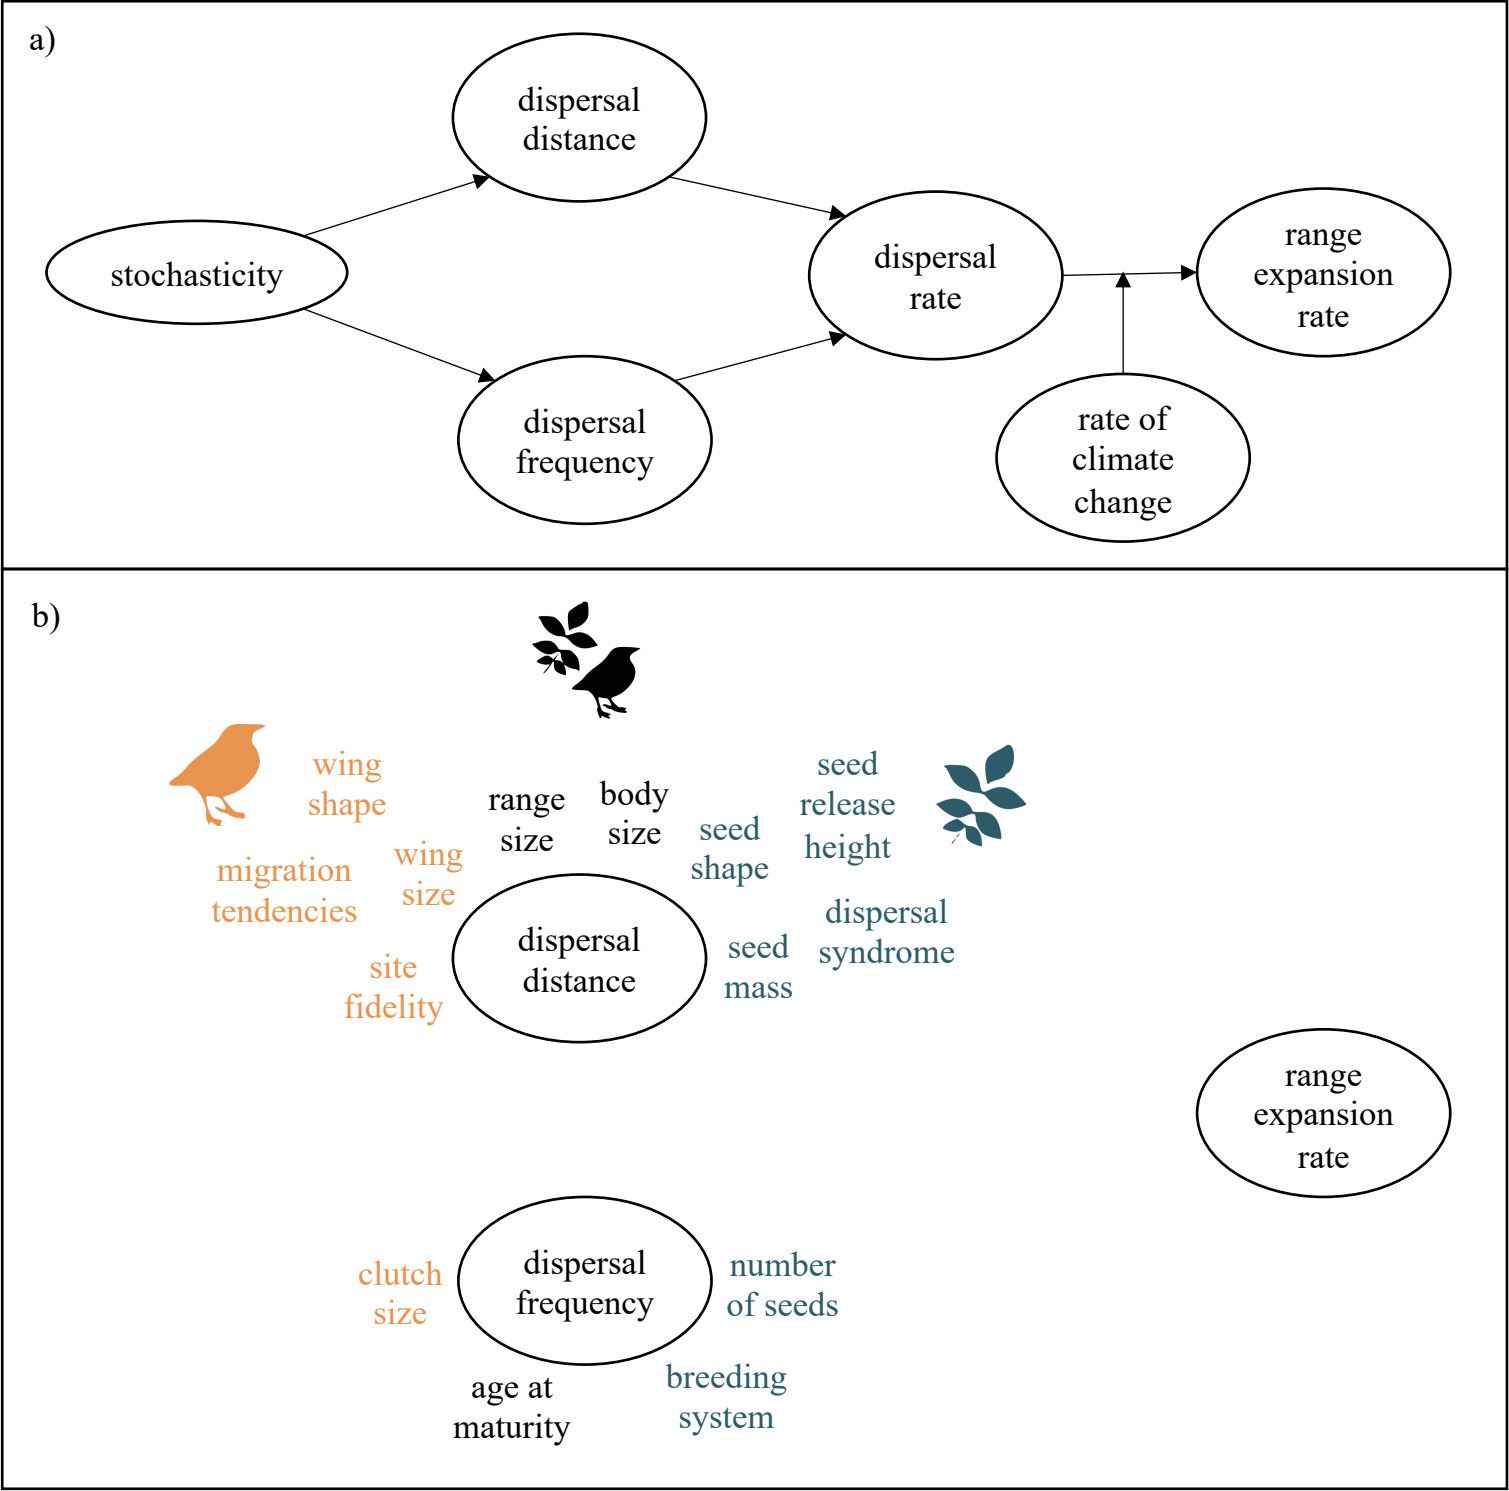 a)
dispersal
distance
stochasticity
dispersal
rate
range
expansion
rate
dispersal
frequency
rate of
climate
change
b)
wing
shape
migration
tendencies
wing
size
site
fidelity
range
size
body
size
seed
shape
seed
release
height
dispersal
syndrome
seed
mass
dispersal
distance
range
expansion
rate
clutch
size
dispersal
frequency
number
of seeds
age at
maturity
breeding
system